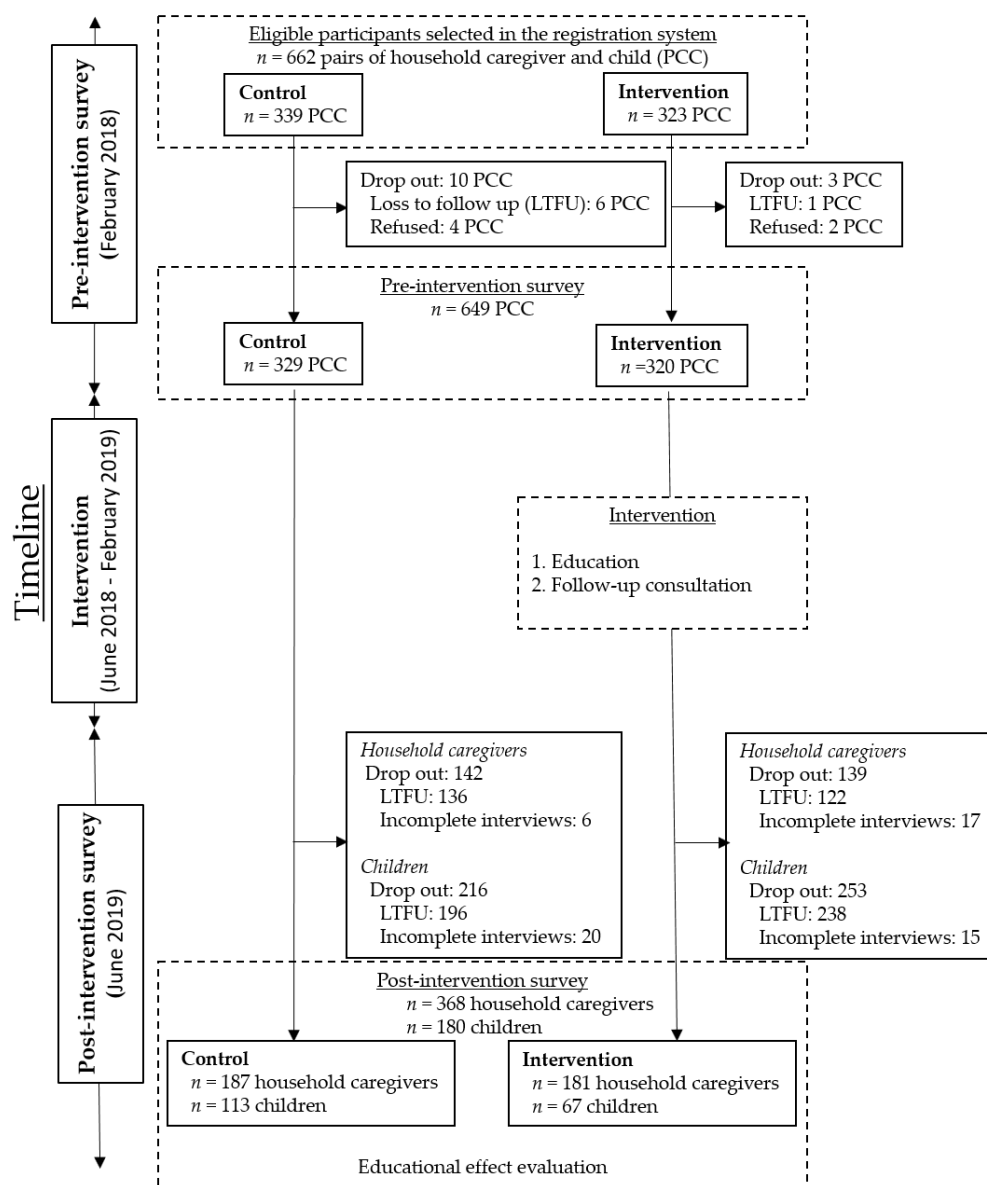 Timeline
Pre-intervention survey
(February 2018)
Intervention
(June 2018 - February 2019)
Post-intervention survey
(June 2019)
Eligible participants selected in the registration system
n = 662 pairs of household caregiver and child (PCC)
Control
n = 339 PCC
Intervention
n = 323 PCC
Drop out: 10 PCC
Loss to follow up (LTFU): 6 PCC
Refused: 4 PCC
Drop out: 3 PCC
LTFU: 1 PCC
Refused: 2 PCC
Pre-intervention survey
n = 649 PCC
Control
n = 329 PCC
Intervention
n =320 PCC
Intervention
1. Education
2. Follow-up consultation
Household caregivers
Drop out: 142
LTFU: 136
Incomplete interviews: 6
Children
Drop out: 216
LTFU: 196
Incomplete interviews: 20
Household caregivers
Drop out: 139
LTFU: 122
Incomplete interviews: 17
Children
Drop out: 253
LTFU: 238
Incomplete interviews: 15
Post-intervention survey
n = 368 household caregivers
n = 180 children
Control
n = 187 household caregivers
n = 113 children
Intervention
n = 181 household caregivers
n = 67 children
Educational effect evaluation